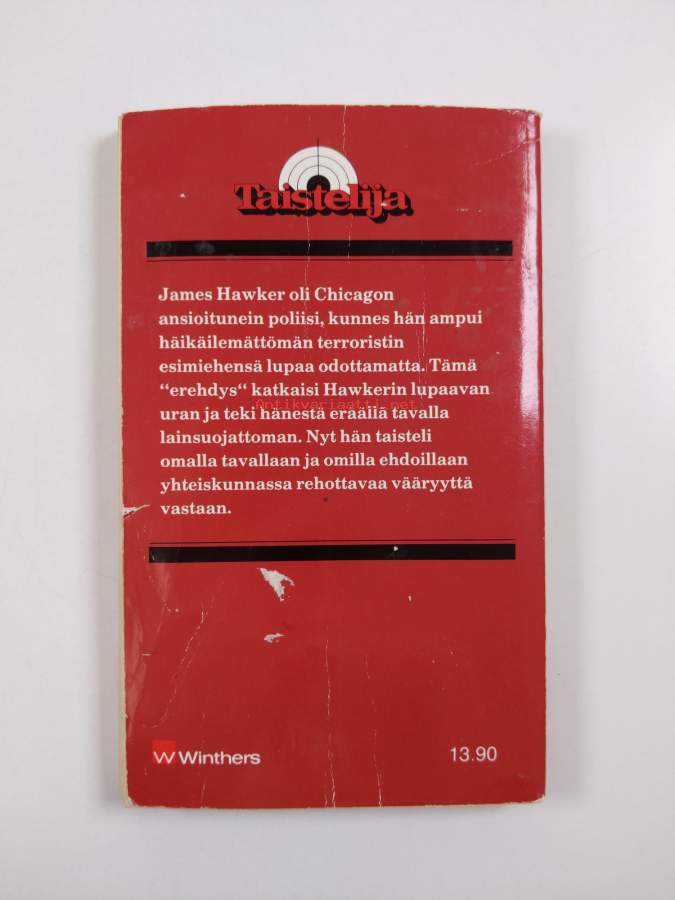 Taistelija
James Hawker oli Chicagon
ansioitunein poliisi, kunnes hän ampui
häikäilemättömän terroristin
esimiehensä lupaa odottamatta. Tämä
“erehdys“ katkaisi Hawkerin lupaavan
Antikvariaatti.net
uran ja teki hänestä eräällä tavalla
lainsuojattoman. Nyt hän taisteli
omalla tavallaan ja omilla ehdoillaan
yhteiskunnassa rehottavaa vääryyttä
vastaan.
W Winthers
13.90